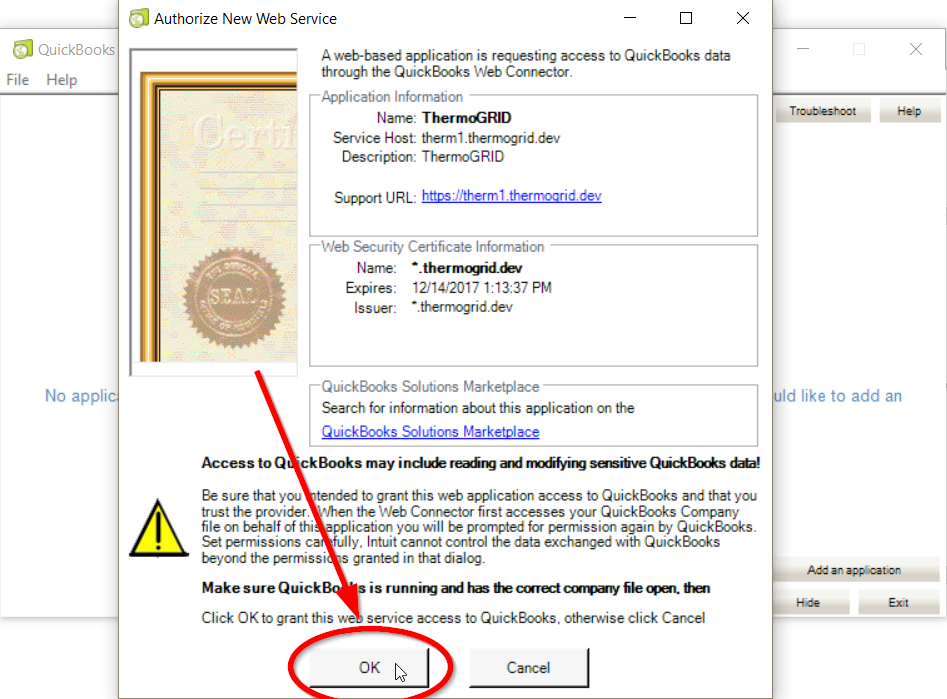 Authorize New Web Service
QuickBooks
File Help
A web-based application is requesting access to QuickBooks data
through the QuickBooks Web Connector.
Application Information
Name: ThermoGRID
Service Host: therm1.thermogrid.dev
Description: ThermoGRID
Support URL: https://therm1.thermogrid.dev
Web Security Certificate Information
Name: *.thermogrid.dev
Expires: 12/14/2017 1:13:37 PM
Issuer: *.thermogrid.dev
QuickBooks Solutions Marketplace
Search for information about this application on the
QuickBooks Solutions Marketplace
Access to QuickBooks may include reading and modifying sensitive QuickBooks data!
Be sure that you intended to grant this web application access to QuickBooks and that you
trust the provider. When the Web Connector first accesses your QuickBooks Company
file on behalf of this application you will be prompted for permission again by QuickBooks.
Set permissions carefully, Intuit cannot control the data exchanged with QuickBooks
beyond the permissions granted in that dialog.
Make sure QuickBooks is running and has the correct company file open, then
Click OK to grant this web service access to QuickBooks, otherwise click Cancel
OK Cancel
Certi
SEAL
No applic
uld like to add an
Troubleshoot Help
Add an application
Hide Exit